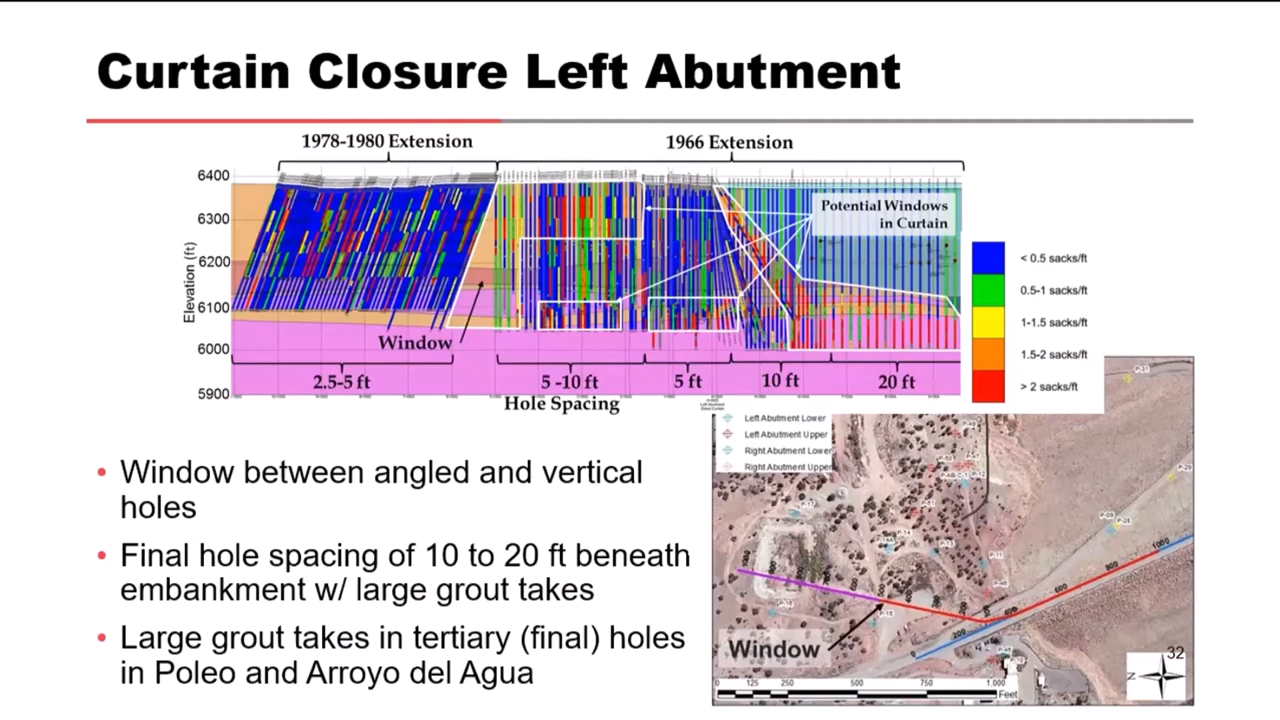 Curtain Closure Left Abutment
1978-1980 Extension
1966 Extension
6400
6300
6200
6100
6000
5900
Elevation (ft)
Potential Windows
in Curtain
Window
2.5-5 ft
5 -10 ft
5 ft
10 ft
20 ft
Hole Spacing
< 0.5 sacks/ft
0.5-1 sacks/ft
1-1.5 sacks/ft
1.5-2 sacks/ft
> 2 sacks/ft
• Window between angled and vertical
holes
• Final hole spacing of 10 to 20 ft beneath
embankment w/ large grout takes
• Large grout takes in tertiary (final) holes
in Poleo and Arroyo del Agua
Left Abutment Lower
Left Abiutment Upper
Right Abutment Lower
Right Abutment Upper
Window
0 125 250 500 750 1,000
Feet
N
32